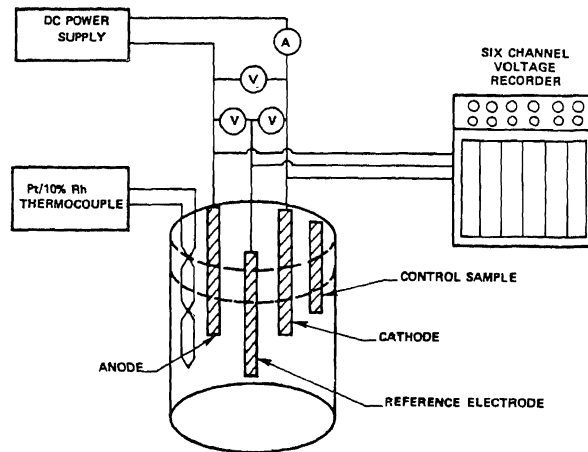 DC POWER
SUPPLY
A
V
V
V
SIX CHANNEL
VOLTAGE
RECORDER
Pt/10% Rh
THERMOCOUPLE
CONTROL SAMPLE
CATHODE
ANODE
REFERENCE ELECTRODE